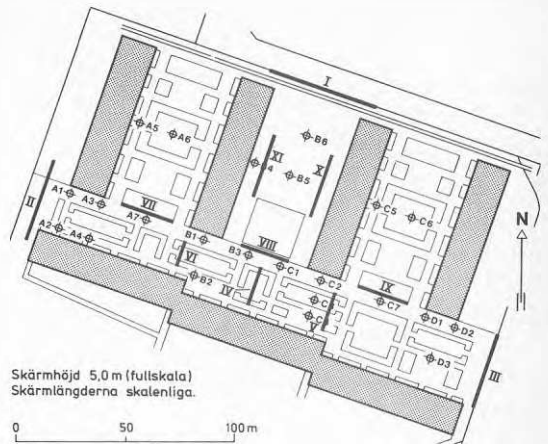 I
B6
A5
A6
XI
X
B4
B5
II
A1
A3
VII
A7
C5
C6
N
A2
A4
B1
VIII
B3
C1
C2
VI
B2
IV
IX
C7
V
D1
D2
D3
III
Skärmhöjd 5,0 m (fullskala)
Skärmlängderna skalenliga.
0 50 100 m